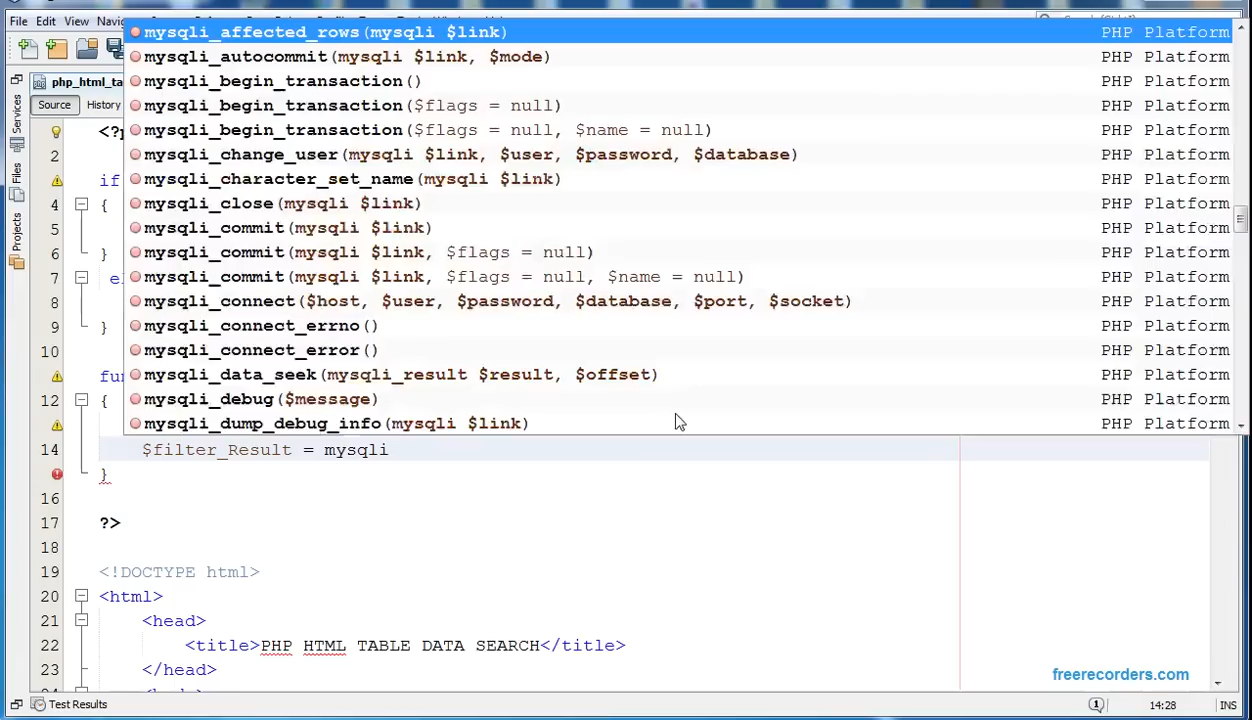 File Edit View Navig
mysqli_affected_rows(mysqli $link) PHP Platform
mysqli_autocommit(mysqli $link, $mode) PHP Platform
mysqli_begin_transaction() PHP Platform
mysqli_begin_transaction($flags = null) PHP Platform
mysqli_begin_transaction($flags = null, $name = null) PHP Platform
mysqli_change_user(mysqli $link, $user, $password, $database) PHP Platform
mysqli_character_set_name(mysqli $link) PHP Platform
mysqli_close(mysqli $link) PHP Platform
mysqli_commit(mysqli $link) PHP Platform
mysqli_commit(mysqli $link, $flags = null) PHP Platform
mysqli_commit(mysqli $link, $flags = null, $name = null) PHP Platform
mysqli_connect($host, $user, $password, $database, $port, $socket) PHP Platform
mysqli_connect_errno() PHP Platform
mysqli_connect_error() PHP Platform
mysqli_data_seek(mysqli_result $result, $offset) PHP Platform
mysqli_debug($message) PHP Platform
mysqli_dump_debug_info(mysqli $link) PHP Platform
php_html_ta
Source History
Services
Files
Projects
<?p
2
if
4 {
5
6 }
7 el
8
9 }
10
fun
12 {
14 $filter_Result = mysqli
}
16
17 ?>
18
19 <!DOCTYPE html>
20 <html>
21 <head>
22 <title>PHP HTML TABLE DATA SEARCH</title>
23 </head>
freerecorders.com
Test Results 1 14:28 INS